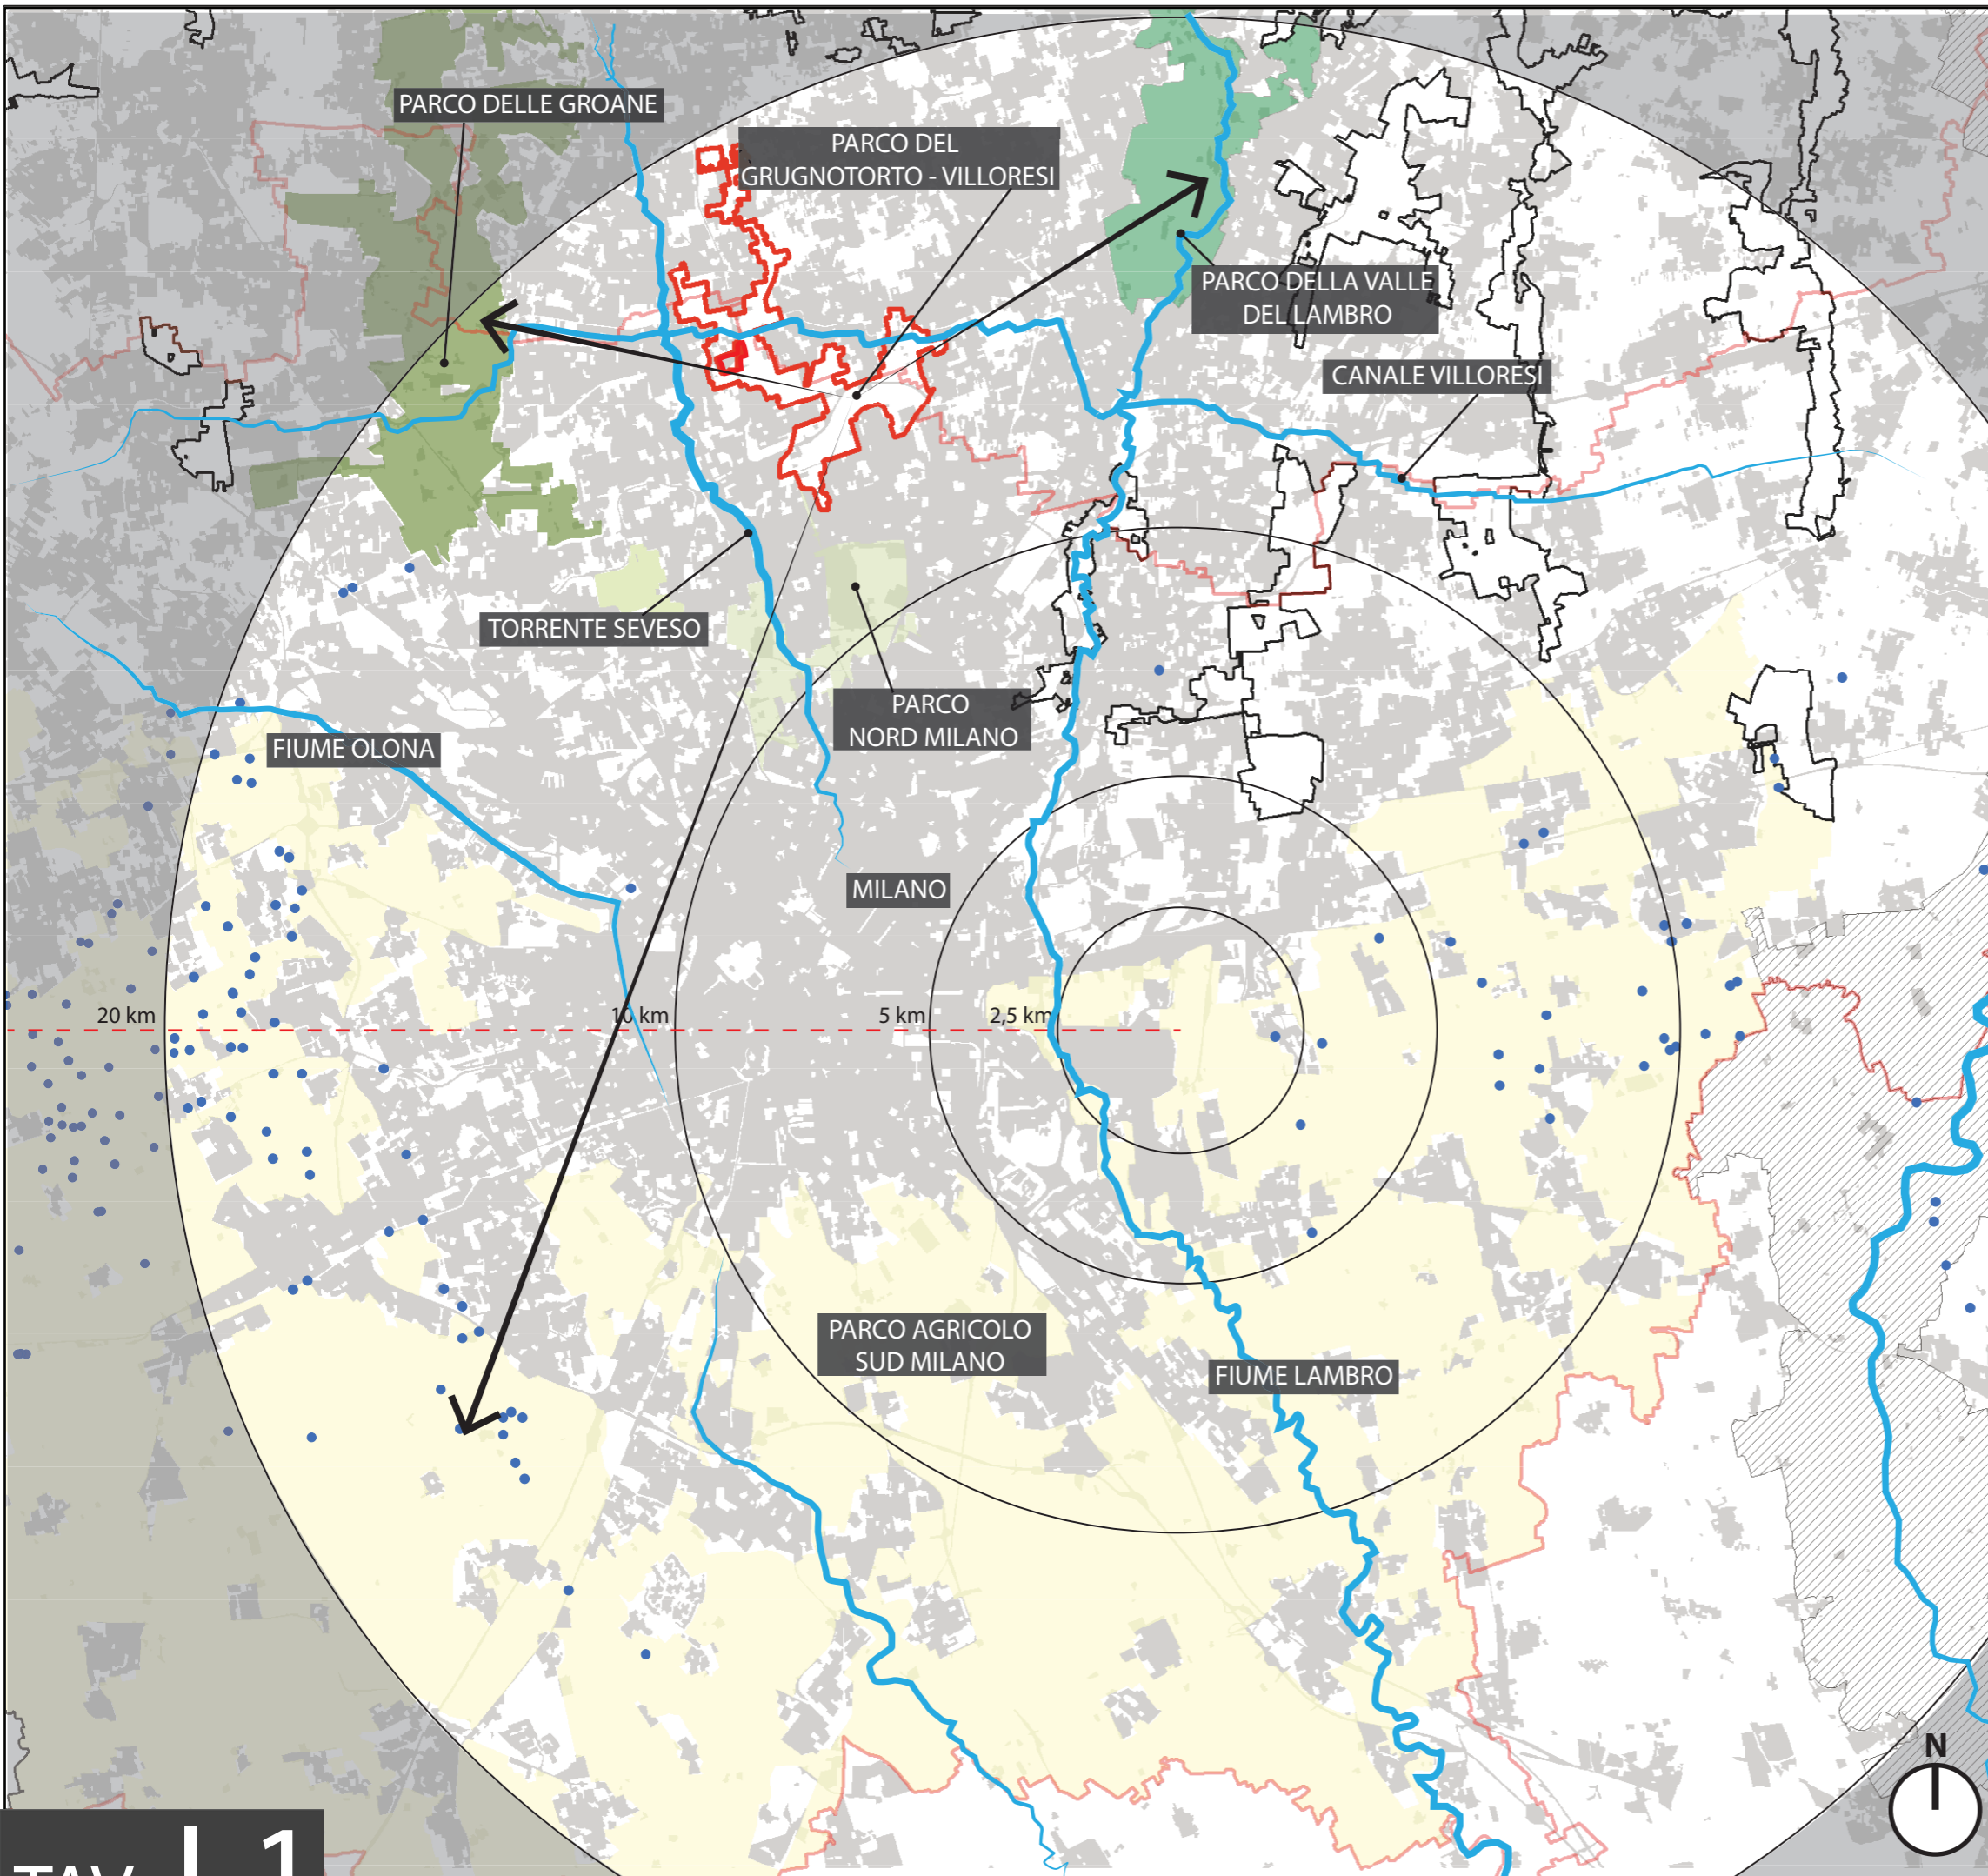 PARCO DELLE GROANE
PARCO DEL
GRUGNOTORTO - VILLORESI
PARCO DELLA VALLE
DEL LAMBRO
CANALE VILLORESI
TORRENTE SEVESO
PARCO
NORD MILANO
FIUME OLONA
MILANO
20 km
10 km
5 km
2,5 km
PARCO AGRICOLO
SUD MILANO
FIUME LAMBRO
N
TAV 1